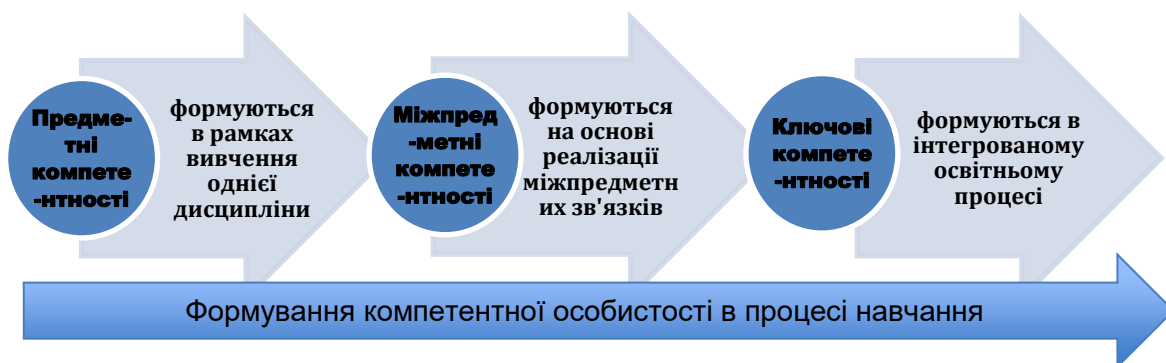 Предме-
тні
компете
-нтності
формуються
в рамках
вивчення
однієї
дисципліни
Міжпред
-метні
компете
-нтності
формуються
на основі
реалізації
міжпредметн
их зв'язків
Ключові
компете
-нтності
формуються в
інтегрованому
освітньому
процесі
Формування компетентної особистості в процесі навчання